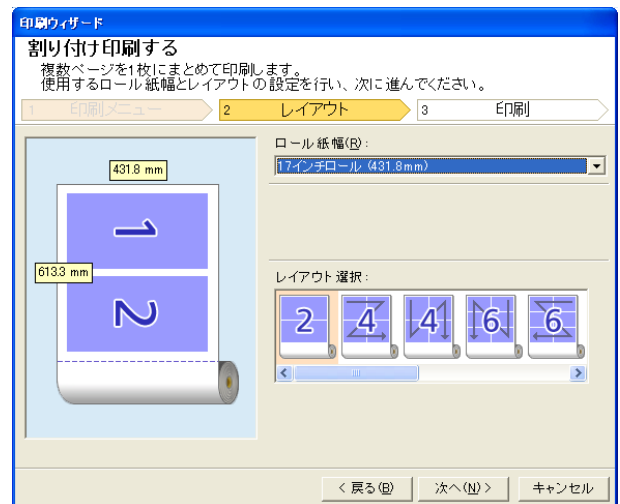 印刷ウィザード
割り付け印刷する
複数ページを1枚にまとめて印刷します。
使用するロール紙幅とレイアウトの設定を行い、次に進んでください。
1 印刷メニュー 2 レイアウト 3 印刷
ロール紙幅(R):
17インチロール (431.8mm)
431.8 mm
1
613.3 mm
2
レイアウト選択:
2 4 4 6 6
< 戻る(B) 次へ(N) > キャンセル